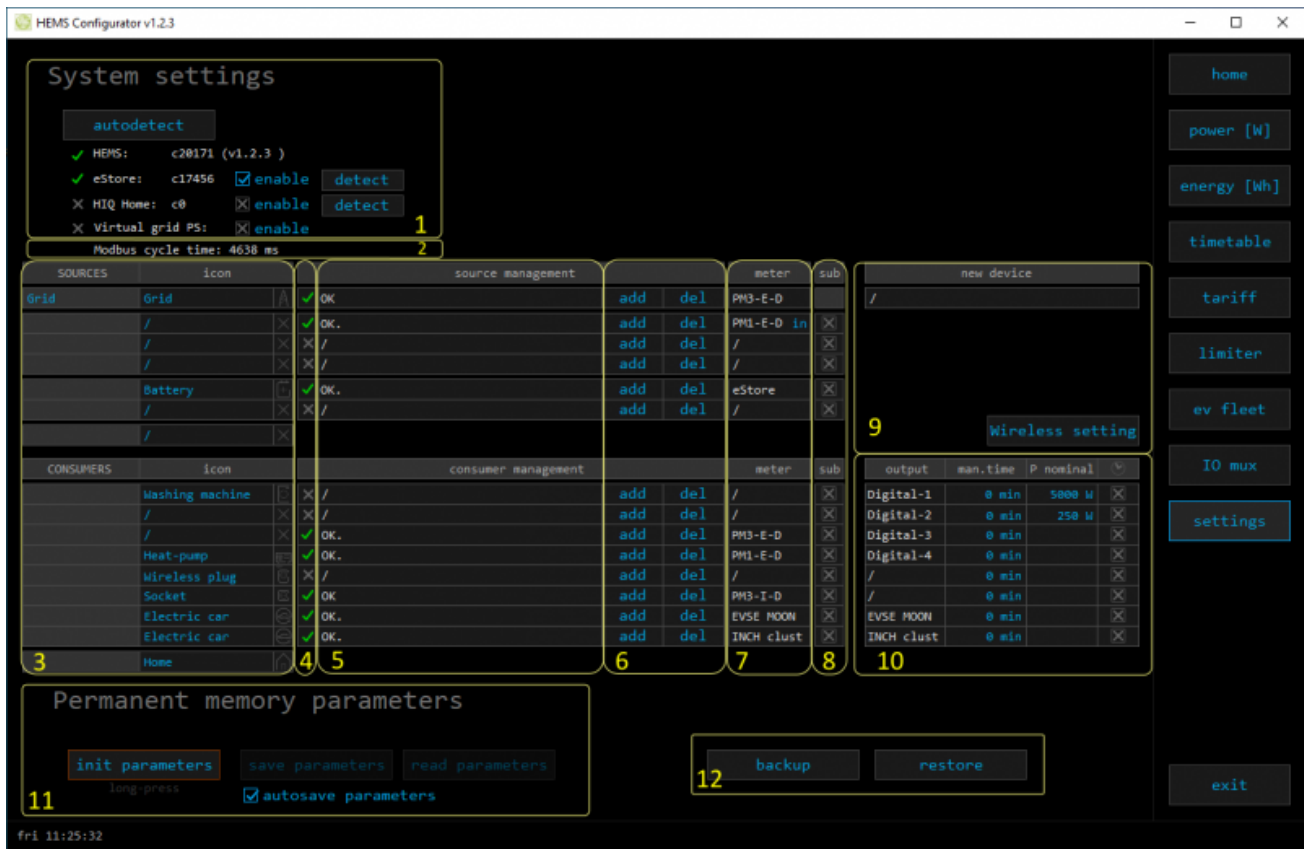 HEMS Configurator v1.2.3
System settings
home
autodetect
power [W]
HEMS: c20171 (v1.2.3 )
eStore: c17456 enable detect
energy [Wh]
HIQ Home: c0 enable detect
Virtual grid PS: enable 1
timetable
Modbus cycle time: 4638 ms 2
SOURCES icon source management meter sub new device
Grid Grid OK add del PM3-E-D /
tariff
/ OK. add del PM1-E-D in
/ / add del /
limiter
/ / add del /
Battery OK. add del eStore
/ / add del /
ev fleet
/ 9 Wireless setting
CONSUMERS icon consumer management meter sub output man.time P nominal
IO mux
Washing machine / add del / Digital-1 0 min 5000 W
/ / add del / Digital-2 0 min 250 W
settings
/ OK. add del PM3-E-D Digital-3 0 min
Heat-pump OK. add del PM1-E-D Digital-4 0 min
Wireless plug / add del / / 0 min
Socket OK add del PM3-I-D / 0 min
Electric car OK. add del EVSE MOON EVSE MOON 0 min
Electric car OK. add del INCH clust INCH clust 0 min
3 Home 4 5 6 7 8 10
Permanent memory parameters
init parameters save parameters read parameters
backup restore
long-press
autosave parameters
11 12
exit
fri 11:25:32